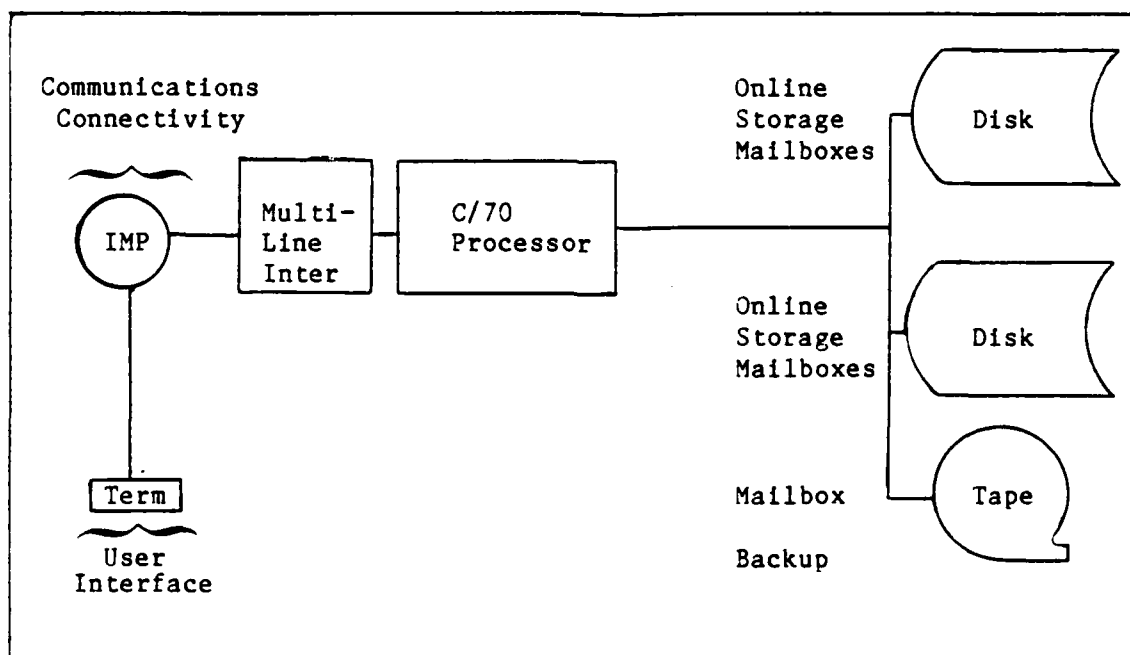 Communications
Connectivity
IMP
Multi-
Line
Inter
C/70
Processor
Online
Storage
Mailboxes
Disk
Online
Storage
Mailboxes
Disk
Term
User
Interface
Mailbox
Backup
Tape